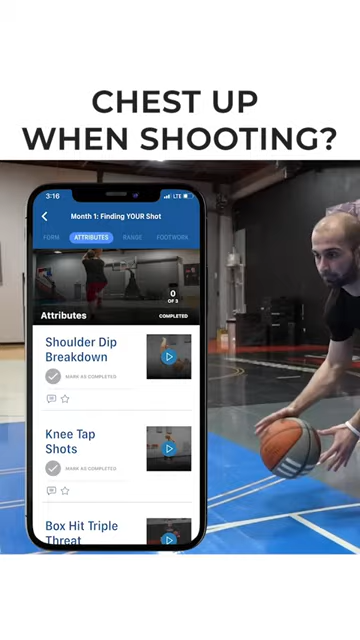 CHEST UP
WHEN SHOOTING?
3:16
LTE
Month 1: Finding YOUR Shot
FORM ATTRIBUTES RANGE FOOTWORK
0
OF 3
Attributes COMPLETED
Shoulder Dip
Breakdown
MARK AS COMPLETED
Knee Tap
Shots
MARK AS COMPLETED
Box Hit Triple
Threat